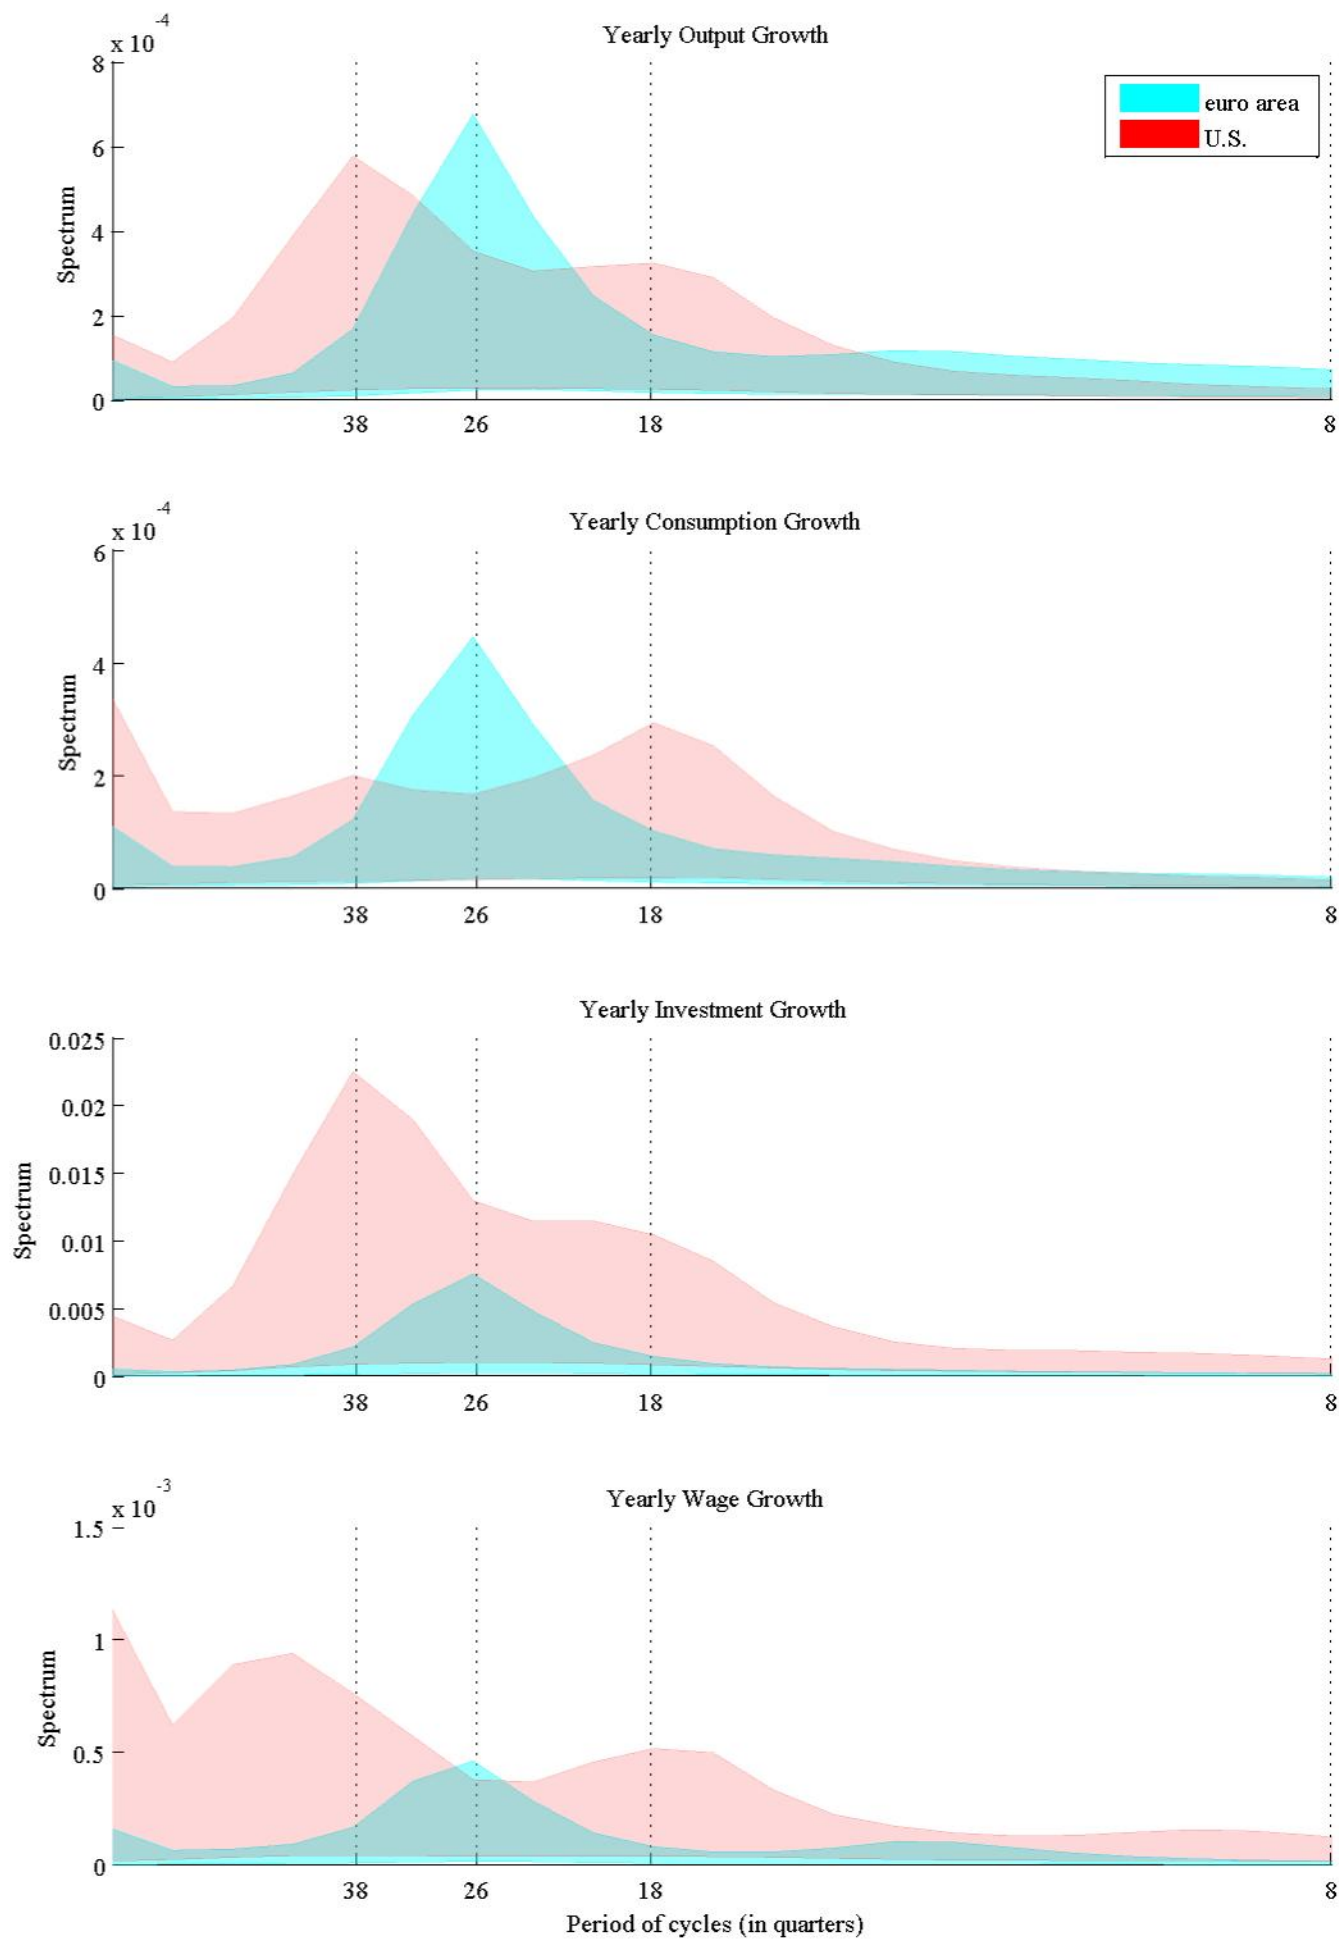 x 10^-4
Yearly Output Growth
8
6
4
2
0
Spectrum
euro area
U.S.
38 26 18 8
x 10^-4
Yearly Consumption Growth
6
4
2
0
Spectrum
38 26 18 8
Yearly Investment Growth
0.025
0.02
0.015
0.01
0.005
0
Spectrum
38 26 18 8
x 10^-3
Yearly Wage Growth
1.5
1
0.5
0
Spectrum
38 26 18 8
Period of cycles (in quarters)